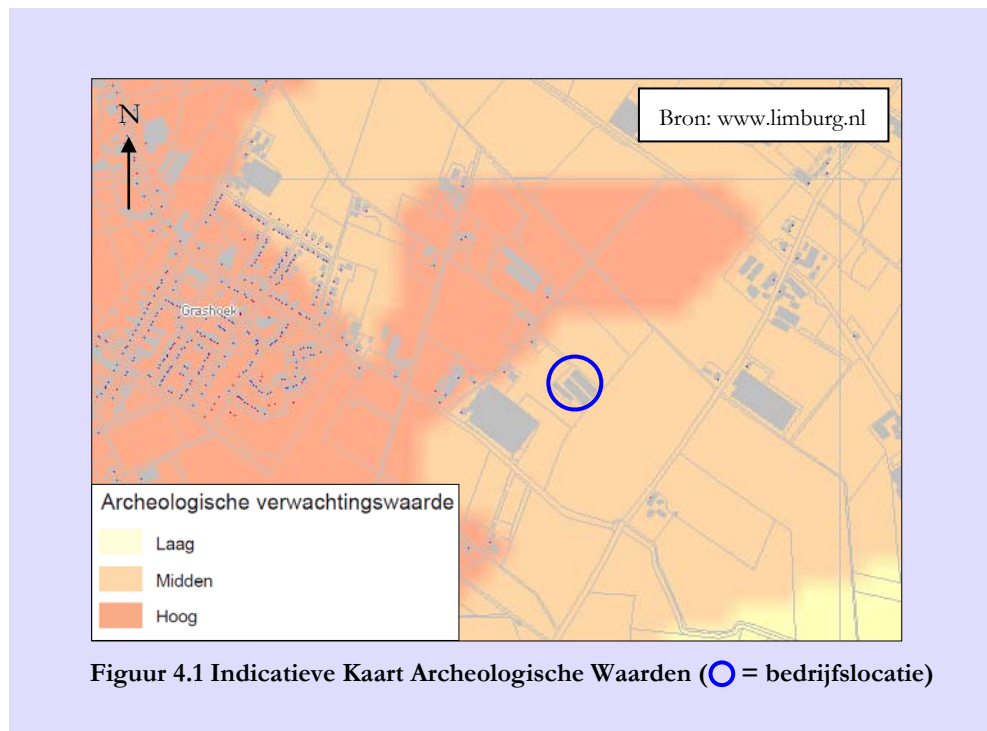 N
Bron: www.limburg.nl
Grashoek
Archeologische verwachtingswaarde
Laag
Midden
Hoog
Figuur 4.1 Indicatieve Kaart Archeologische Waarden ( = bedrijfslocatie)